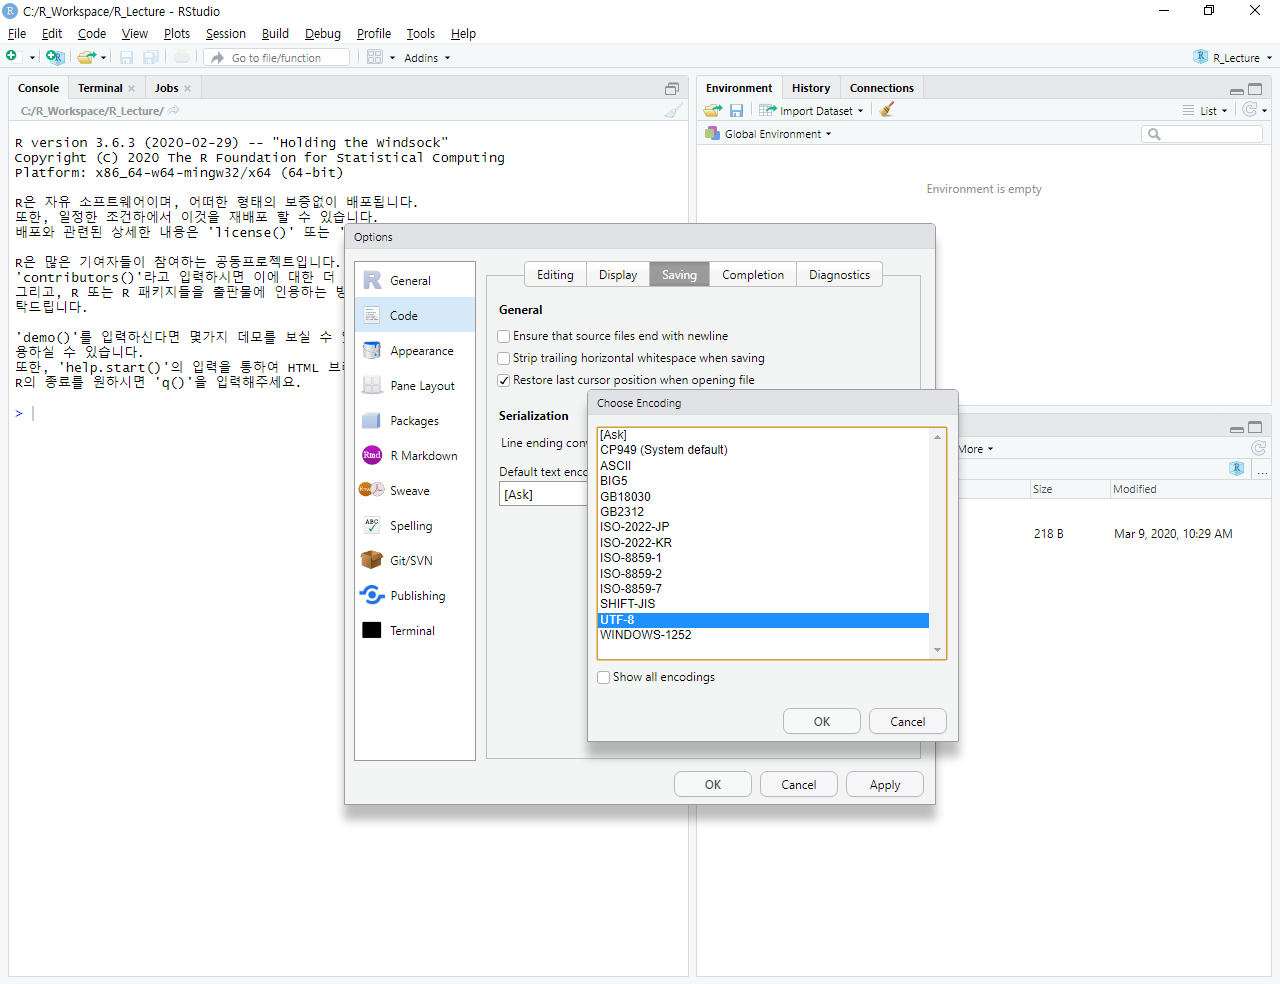 C:/R_Workspace/R_Lecture - RStudio
File Edit Code View Plots Session Build Debug Profile Tools Help
Go to file/function Addins R_Lecture
Console Terminal Jobs
C:/R_Workspace/R_Lecture/
R version 3.6.3 (2020-02-29) -- "Holding the Windsock"
Copyright (C) 2020 The R Foundation for Statistical Computing
Platform: x86_64-w64-mingw32/x64 (64-bit)
R은 자유 소프트웨어이며, 어떠한 형태의 보증없이 배포됩니다.
또한, 일정한 조건하에서 이것을 재배포 할 수 있습니다.
배포와 관련된 상세한 내용은 'license()' 또는 '
R은 많은 기여자들이 참여하는 공동프로젝트입니다.
'contributors()'라고 입력하시면 이에 대한 더
그리고, R 또는 R 패키지들을 출판물에 인용하는
탁드립니다.
'demo()'를 입력하신다면 몇가지 데모를 보실 수
용하실 수 있습니다.
또한, 'help.start()'의 입력을 통하여 HTML
R의 종료를 원하시면 'q()'을 입력해주세요.
>
Environment History Connections
Import Dataset List
Global Environment
Environment is empty
More
...
Size Modified
218 B Mar 9, 2020, 10:29 AM
Options
General
Code
Appearance
Pane Layout
Packages
R Markdown
Sweave
Spelling
Git/SVN
Publishing
Terminal
Editing Display Saving Completion Diagnostics
General
Ensure that source files end with newline
Strip trailing horizontal whitespace when saving
Restore last cursor position when opening file
Serialization
Line ending con
Default text enco
[Ask]
Choose Encoding
[Ask]
CP949 (System default)
ASCII
BIG5
GB18030
GB2312
ISO-2022-JP
ISO-2022-KR
ISO-8859-1
ISO-8859-2
ISO-8859-7
SHIFT-JIS
UTF-8
WINDOWS-1252
Show all encodings
OK Cancel
OK Cancel Apply